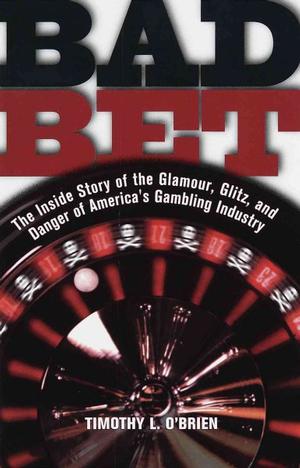 BAD
BET
The Inside Story of the Glamour, Glitz, and
Danger of America's Gambling Industry
TIMOTHY L. O'BRIEN